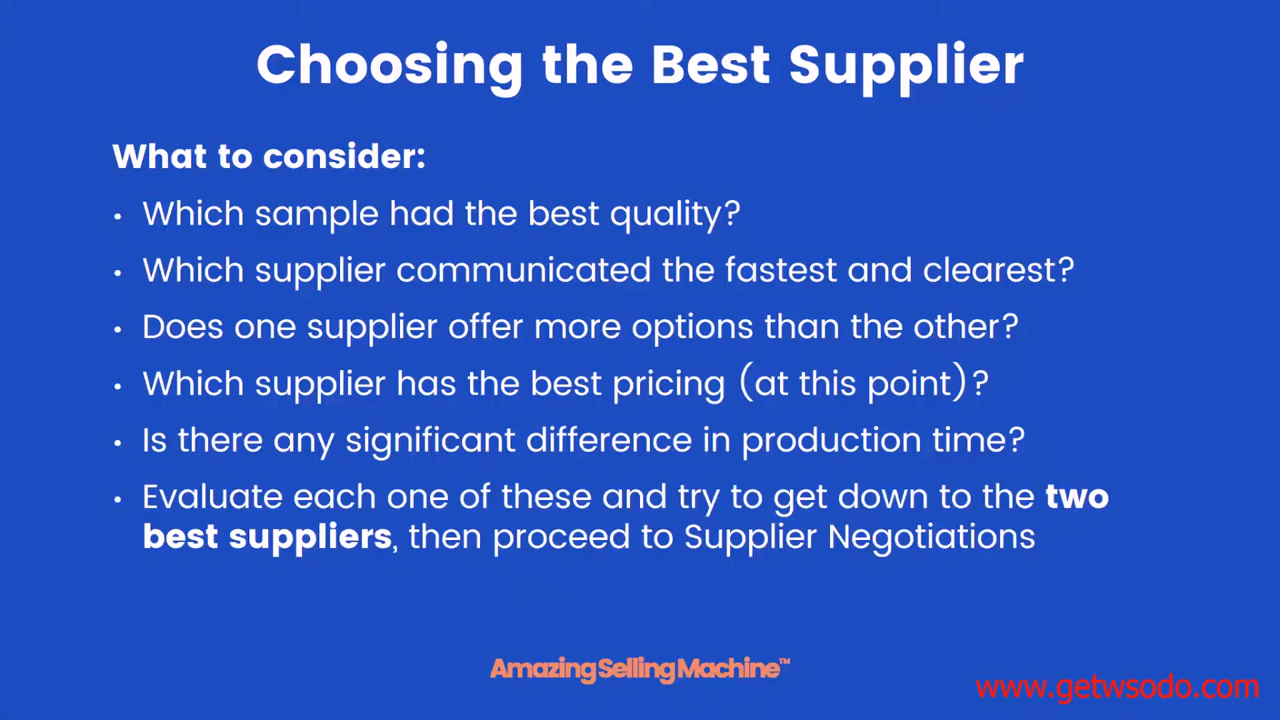 Choosing the Best Supplier
What to consider:
• Which sample had the best quality?
• Which supplier communicated the fastest and clearest?
• Does one supplier offer more options than the other?
• Which supplier has the best pricing (at this point)?
• Is there any significant difference in production time?
• Evaluate each one of these and try to get down to the two
best suppliers, then proceed to Supplier Negotiations
AmazingSellingMachine™
www.getwsodo.com